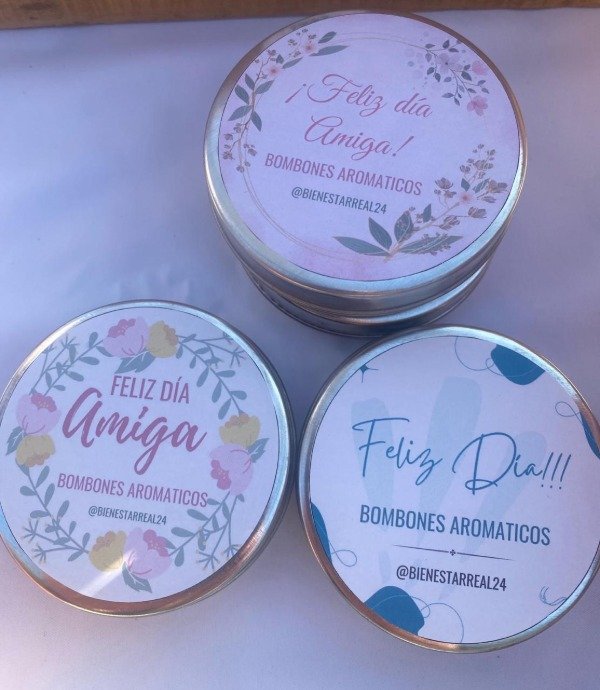 ¡Feliz día
Amiga!
BOMBONES AROMATICOS
@BIENESTARREAL24
FELIZ DÍA
Amiga
BOMBONES AROMATICOS
@BIENESTARREAL24
Feliz Día!!!
BOMBONES AROMATICOS
@BIENESTARREAL24